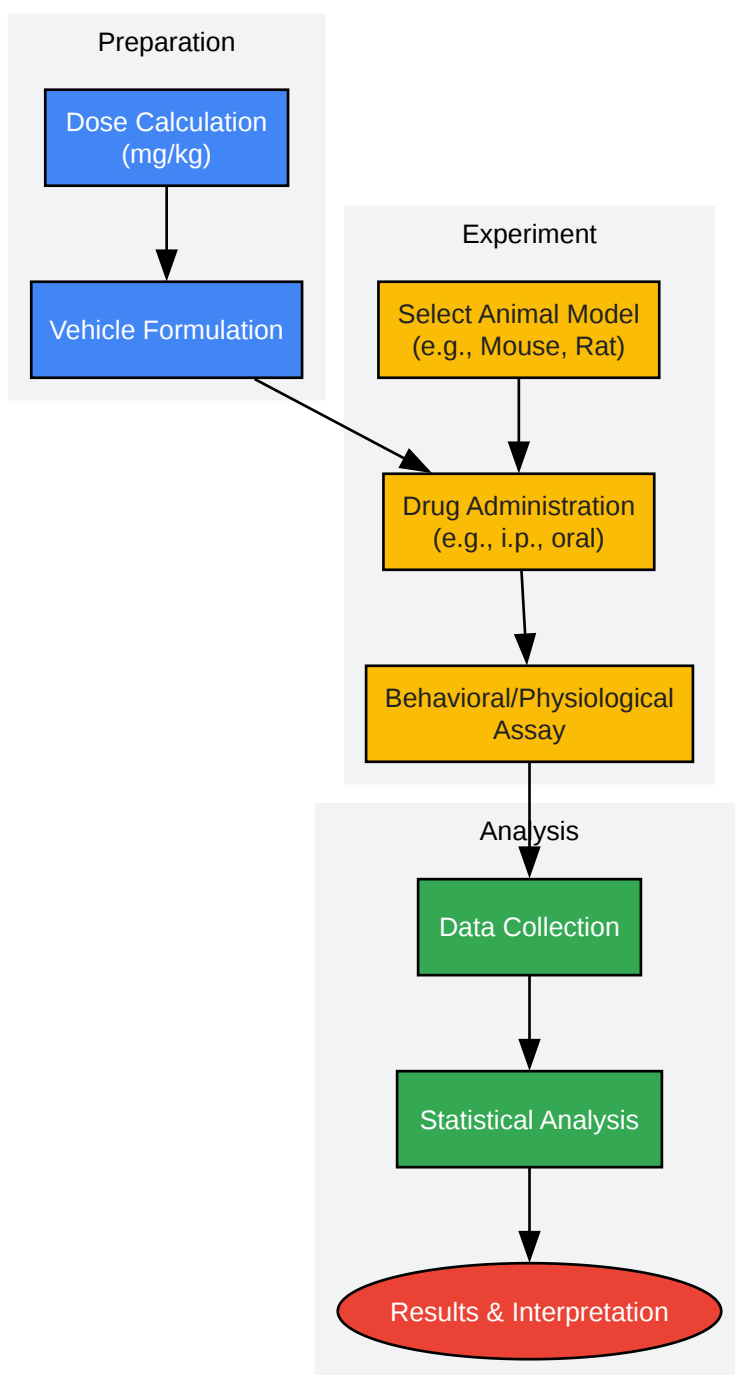 Preparation
Dose Calculation
(mg/kg)
Vehicle Formulation
Experiment
Select Animal Model
(e.g., Mouse, Rat)
Drug Administration
(e.g., i.p., oral)
Behavioral/Physiological
Assay
Analysis
Data Collection
Statistical Analysis
Results & Interpretation